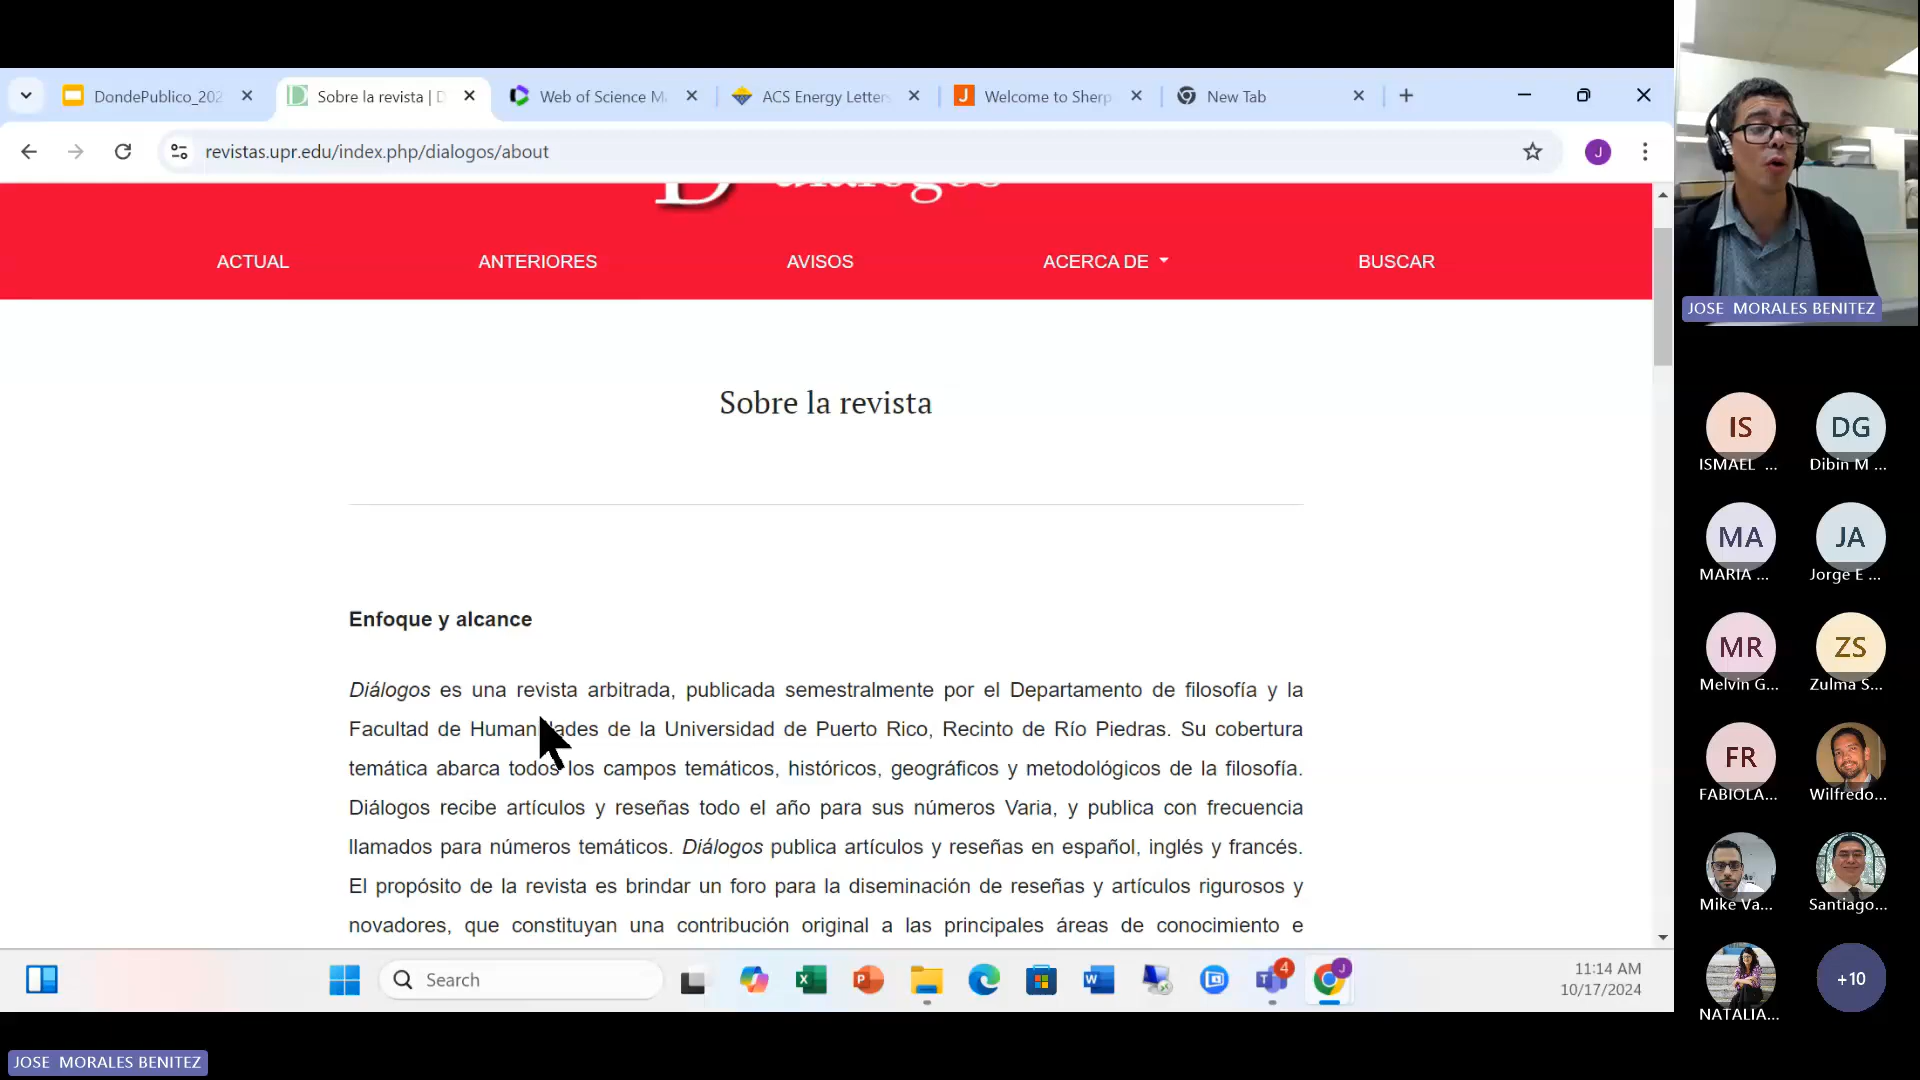 DondePublico_202
Sobre la revista | D
Web of Science M
ACS Energy Letters
Welcome to Sherp
New Tab
revistas.upr.edu/index.php/dialogos/about
J
D diálogos
ACTUAL
ANTERIORES
AVISOS
ACERCA DE
BUSCAR
Sobre la revista
Enfoque y alcance
Diálogos es una revista arbitrada, publicada semestralmente por el Departamento de filosofía y la
Facultad de Humanidades de la Universidad de Puerto Rico, Recinto de Río Piedras. Su cobertura
temática abarca todos los campos temáticos, históricos, geográficos y metodológicos de la filosofía.
Diálogos recibe artículos y reseñas todo el año para sus números Varia, y publica con frecuencia
llamados para números temáticos. Diálogos publica artículos y reseñas en español, inglés y francés.
El propósito de la revista es brindar un foro para la diseminación de reseñas y artículos rigurosos y
novadores, que constituyan una contribución original a las principales áreas de conocimiento e
Search
4
J
11:14 AM
10/17/2024
JOSE MORALES BENITEZ
IS
ISMAEL ...
DG
Dibin M ...
MA
MARIA ...
JA
Jorge E ...
MR
Melvin G...
ZS
Zulma S...
FR
FABIOLA...
Wilfredo...
Mike Va...
Santiago...
NATALIA...
+10
JOSE MORALES BENITEZ